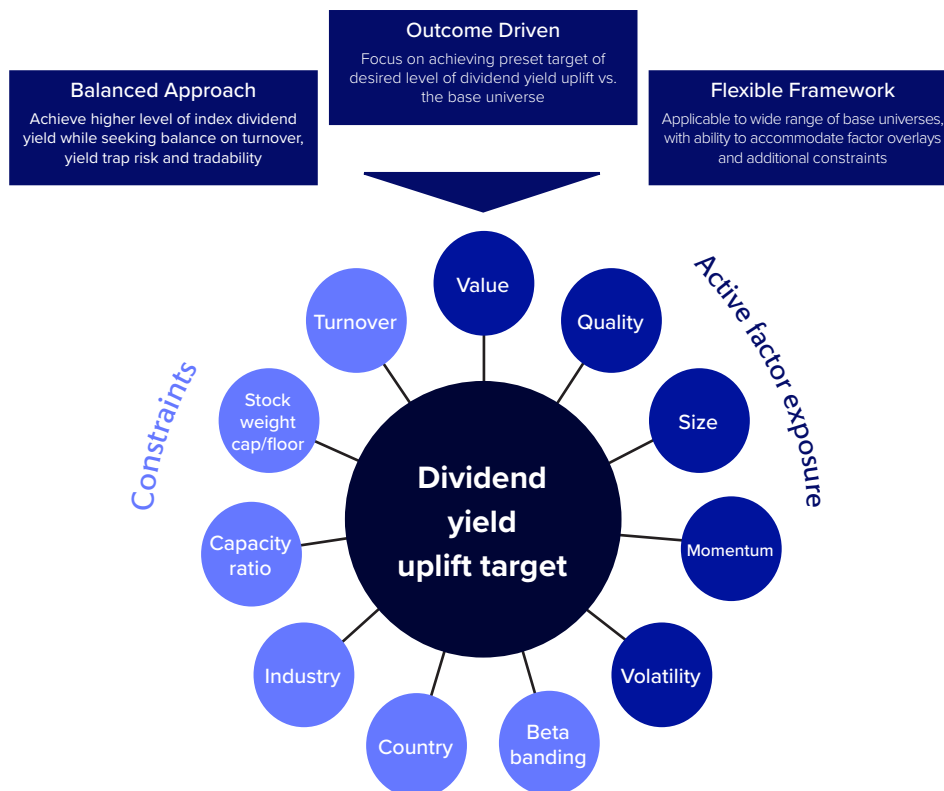 Outcome Driven
Focus on achieving preset target of
desired level of dividend yield uplift vs.
the base universe
Balanced Approach
Achieve higher level of index dividend
yield while seeking balance on turnover,
yield trap risk and tradability
Flexible Framework
Applicable to wide range of base universes,
with ability to accommodate factor overlays
and additional constraints
Constraints
Active factor exposure
Value
Quality
Size
Momentum
Volatility
Beta
banding
Country
Industry
Capacity
ratio
Stock
weight
cap/floor
Turnover
Dividend
yield
uplift target